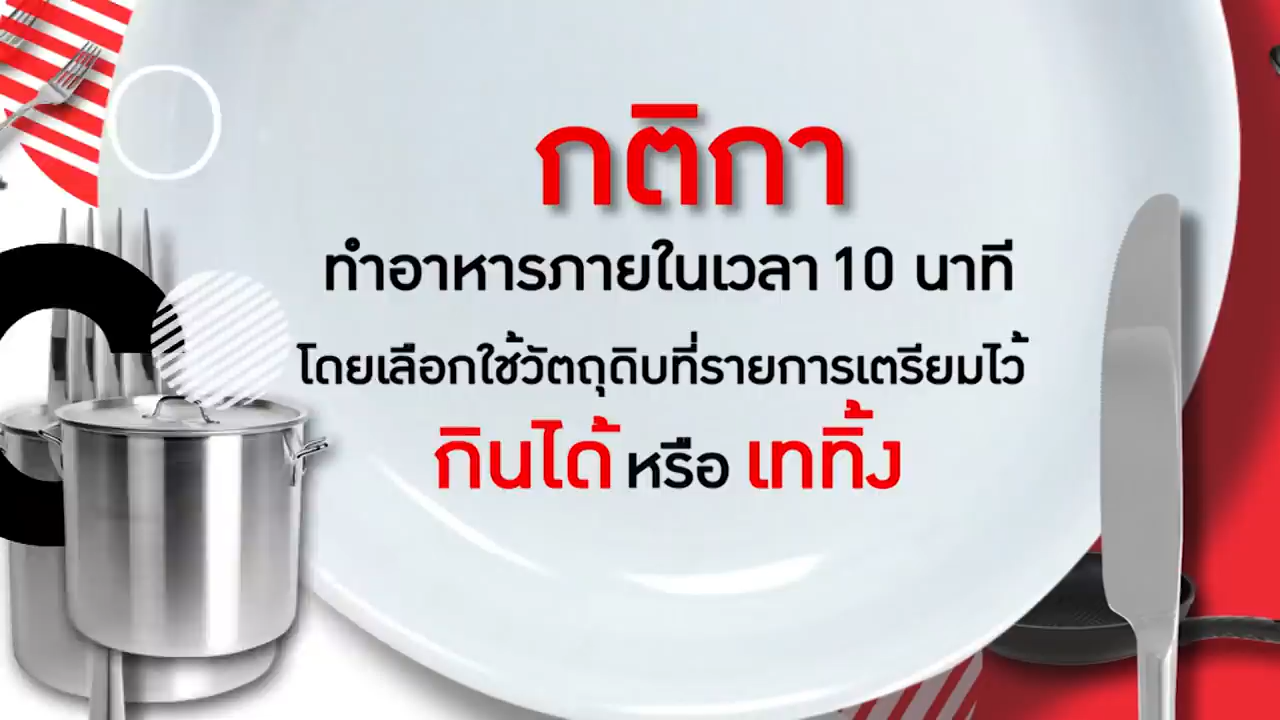 กติกา
ทำอาหารภายในเวลา 10 นาที
โดยเลือกใช้วัตถุดิบที่รายการเตรียมไว้
กินได้ หรือ เททิ้ง